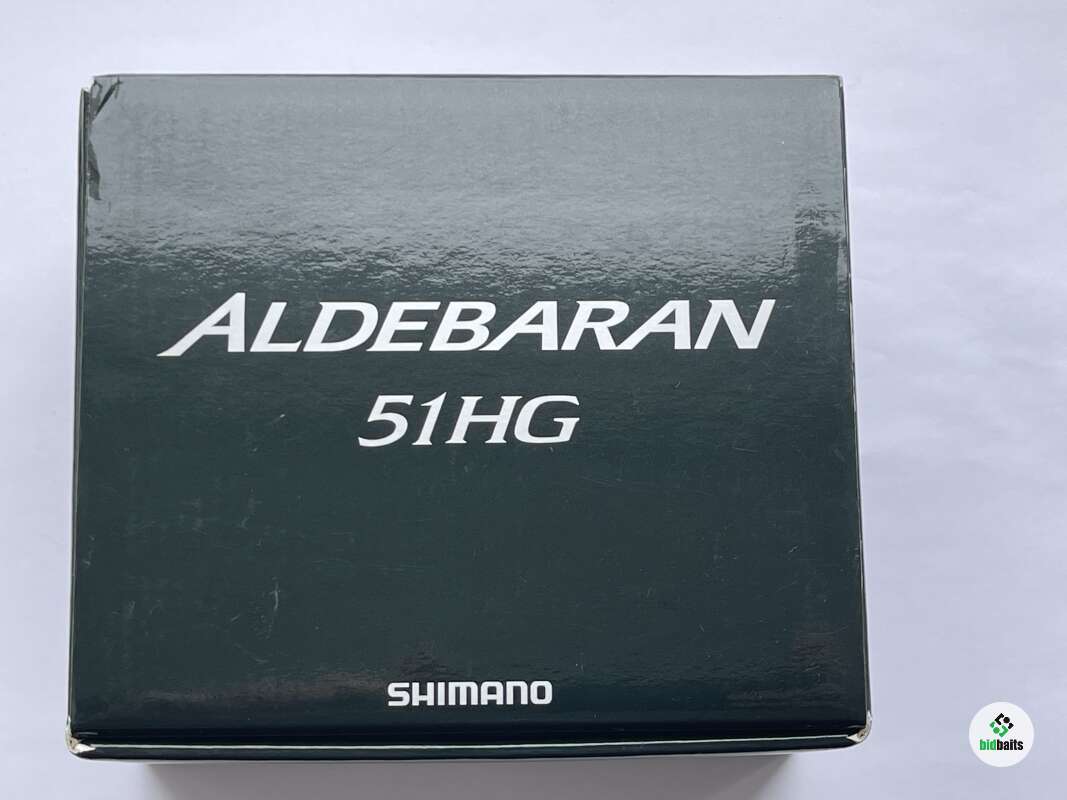 ALDEBARAN
51HG
SHIMANO
bidbaits